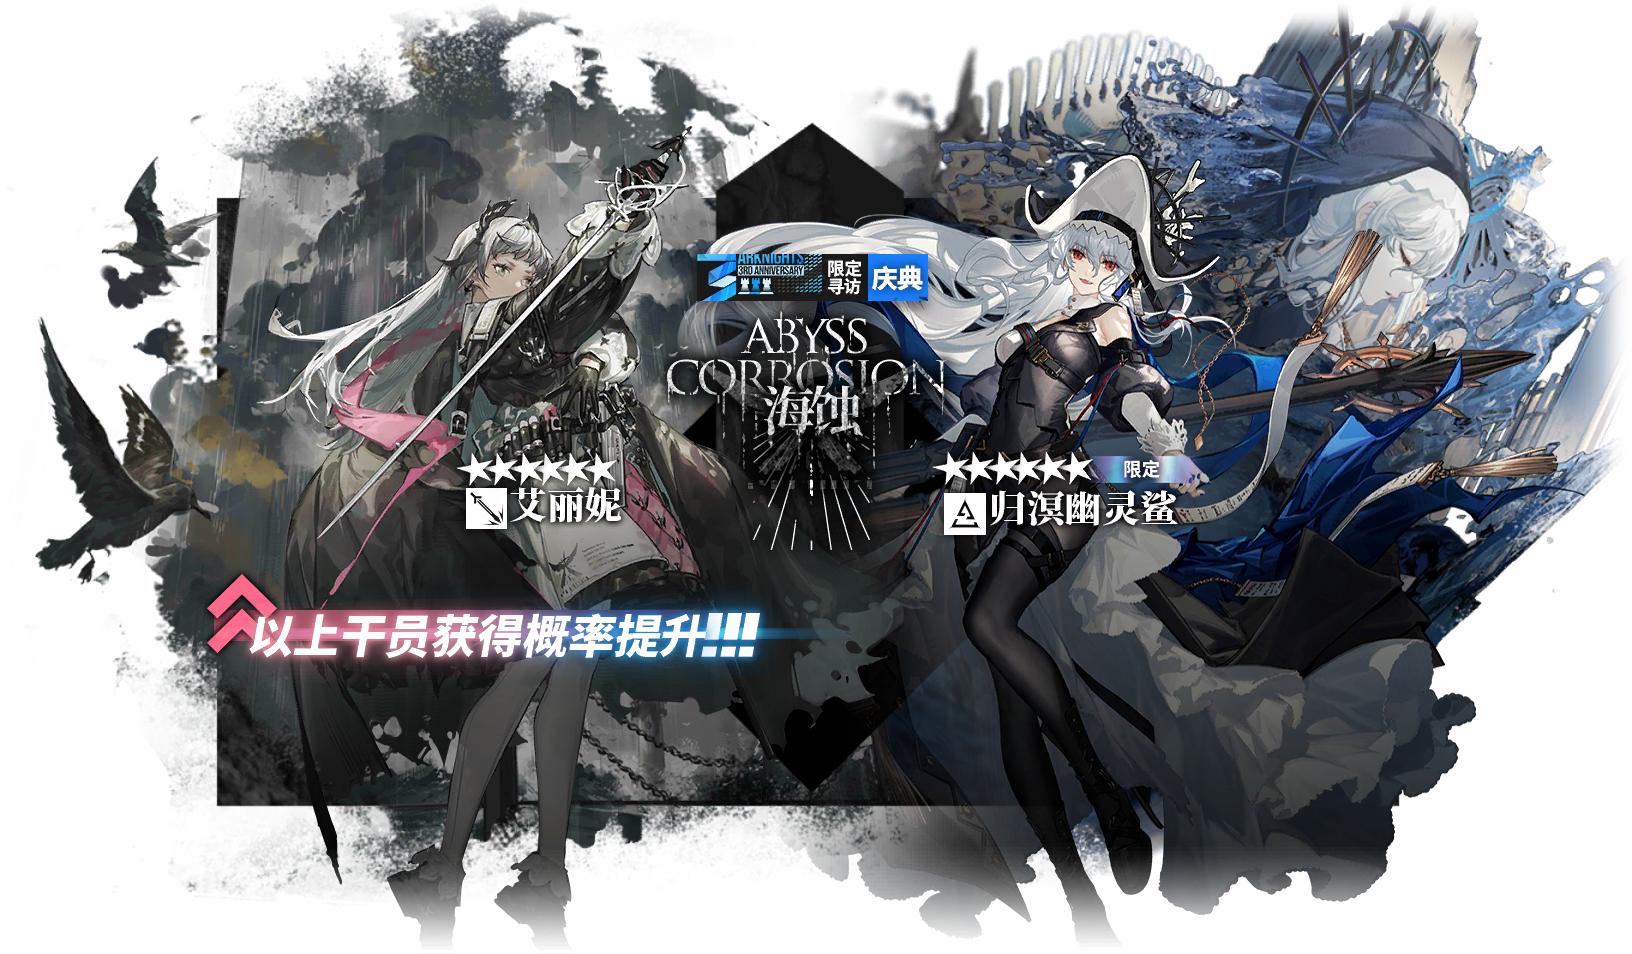 ARKNIGHTS
3RD ANNIVERSARY
限定
寻访
庆典
ABYSS
CORROSION
海蚀
★★★★★★
艾丽妮
★★★★★★ 限定
归溟幽灵鲨
以上干员获得概率提升!!!